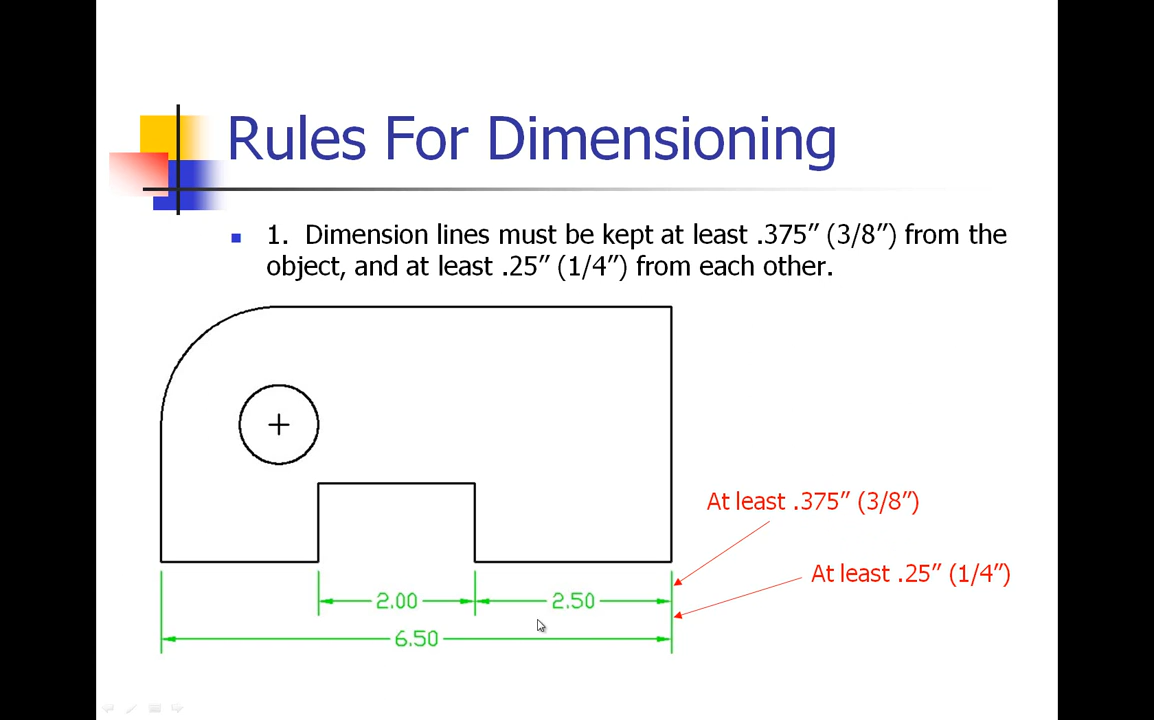 Rules For Dimensioning
1. Dimension lines must be kept at least .375” (3/8”) from the
object, and at least .25” (1/4”) from each other.
At least .375” (3/8”)
At least .25” (1/4”)
2.00
2.50
6.50